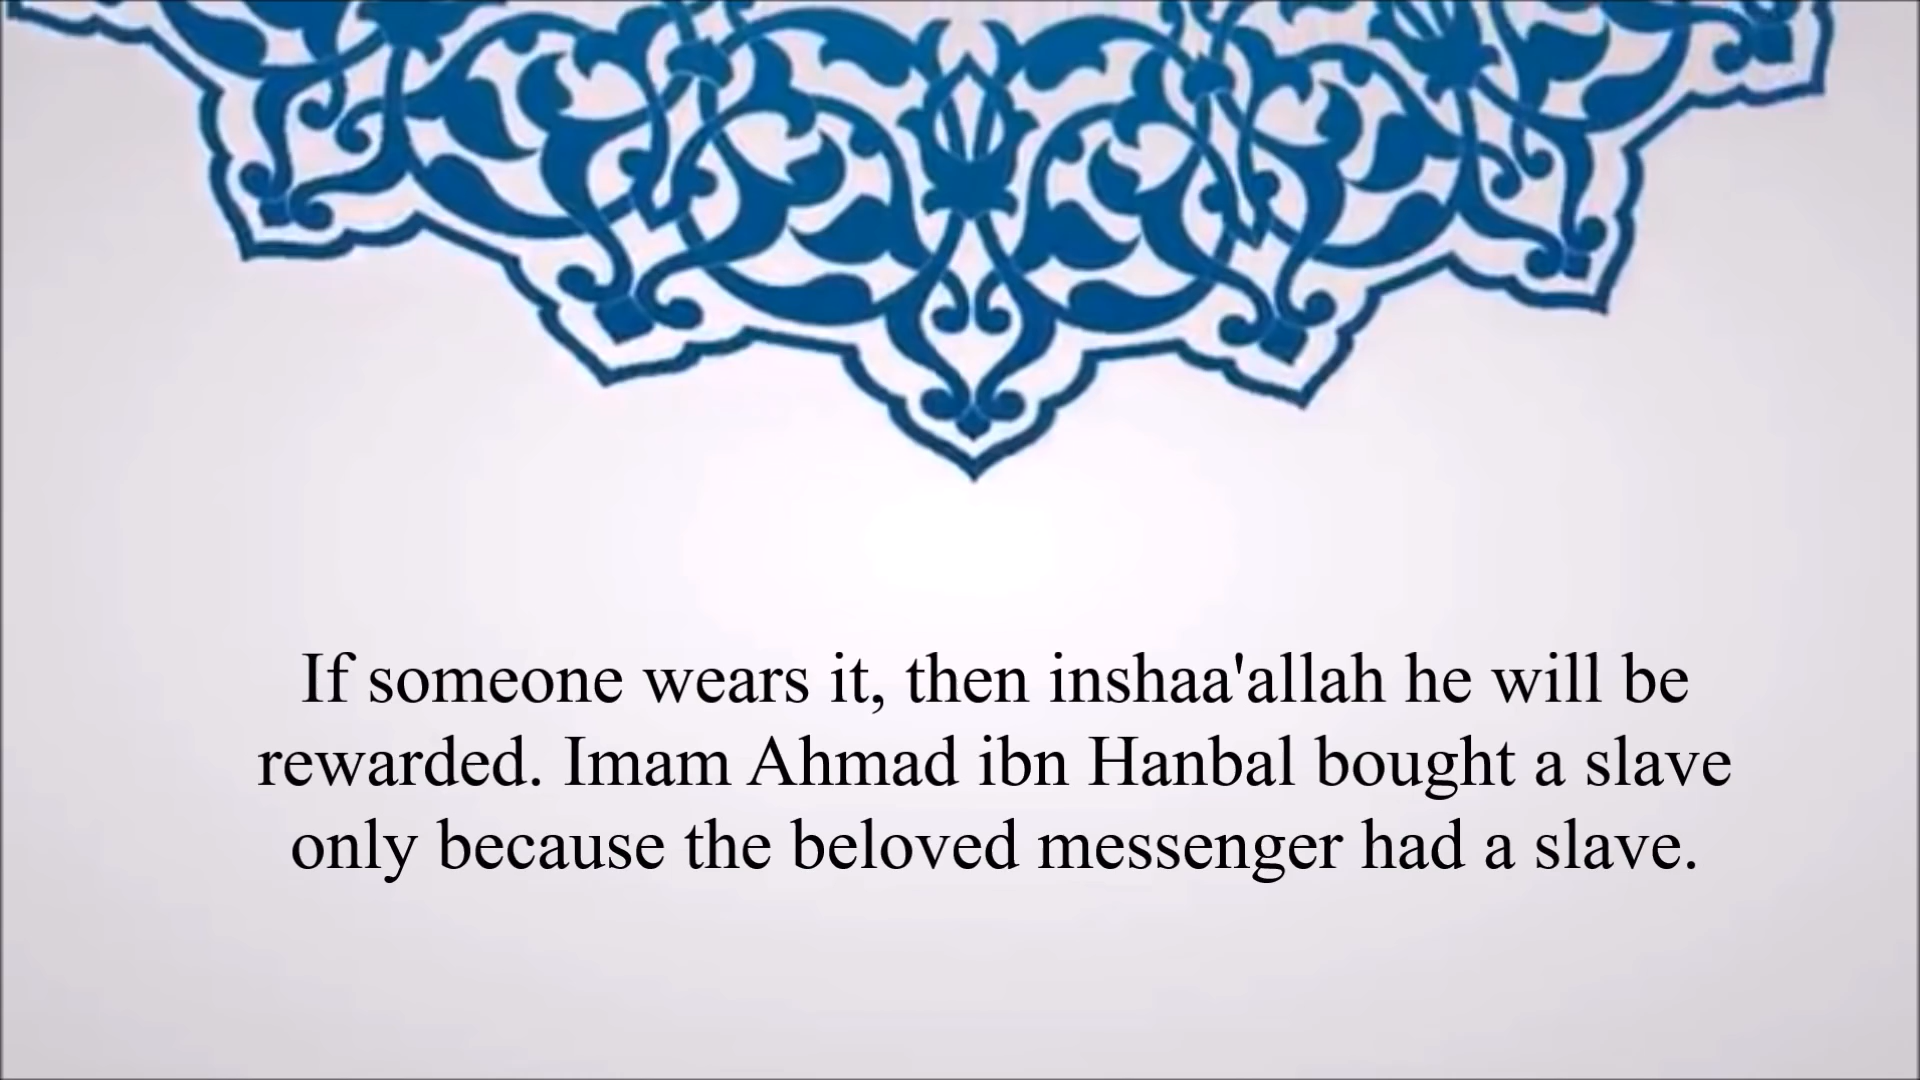 If someone wears it, then inshaa'allah he will be
rewarded. Imam Ahmad ibn Hanbal bought a slave
only because the beloved messenger had a slave.